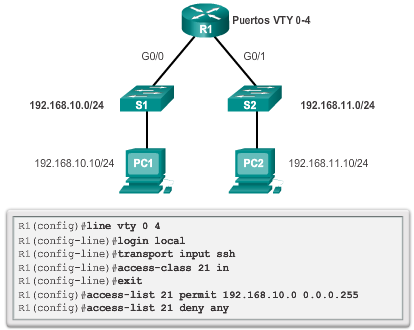 Puertos VTY 0-4
R1
G0/0
G0/1
192.168.10.0/24
S1
S2
192.168.11.0/24
192.168.10.10/24
PC1
PC2
192.168.11.10/24
R1(config)#line vty 0 4
R1(config-line)#login local
R1(config-line)#transport input ssh
R1(config-line)#access-class 21 in
R1(config-line)#exit
R1(config)#access-list 21 permit 192.168.10.0 0.0.0.255
R1(config)#access-list 21 deny any